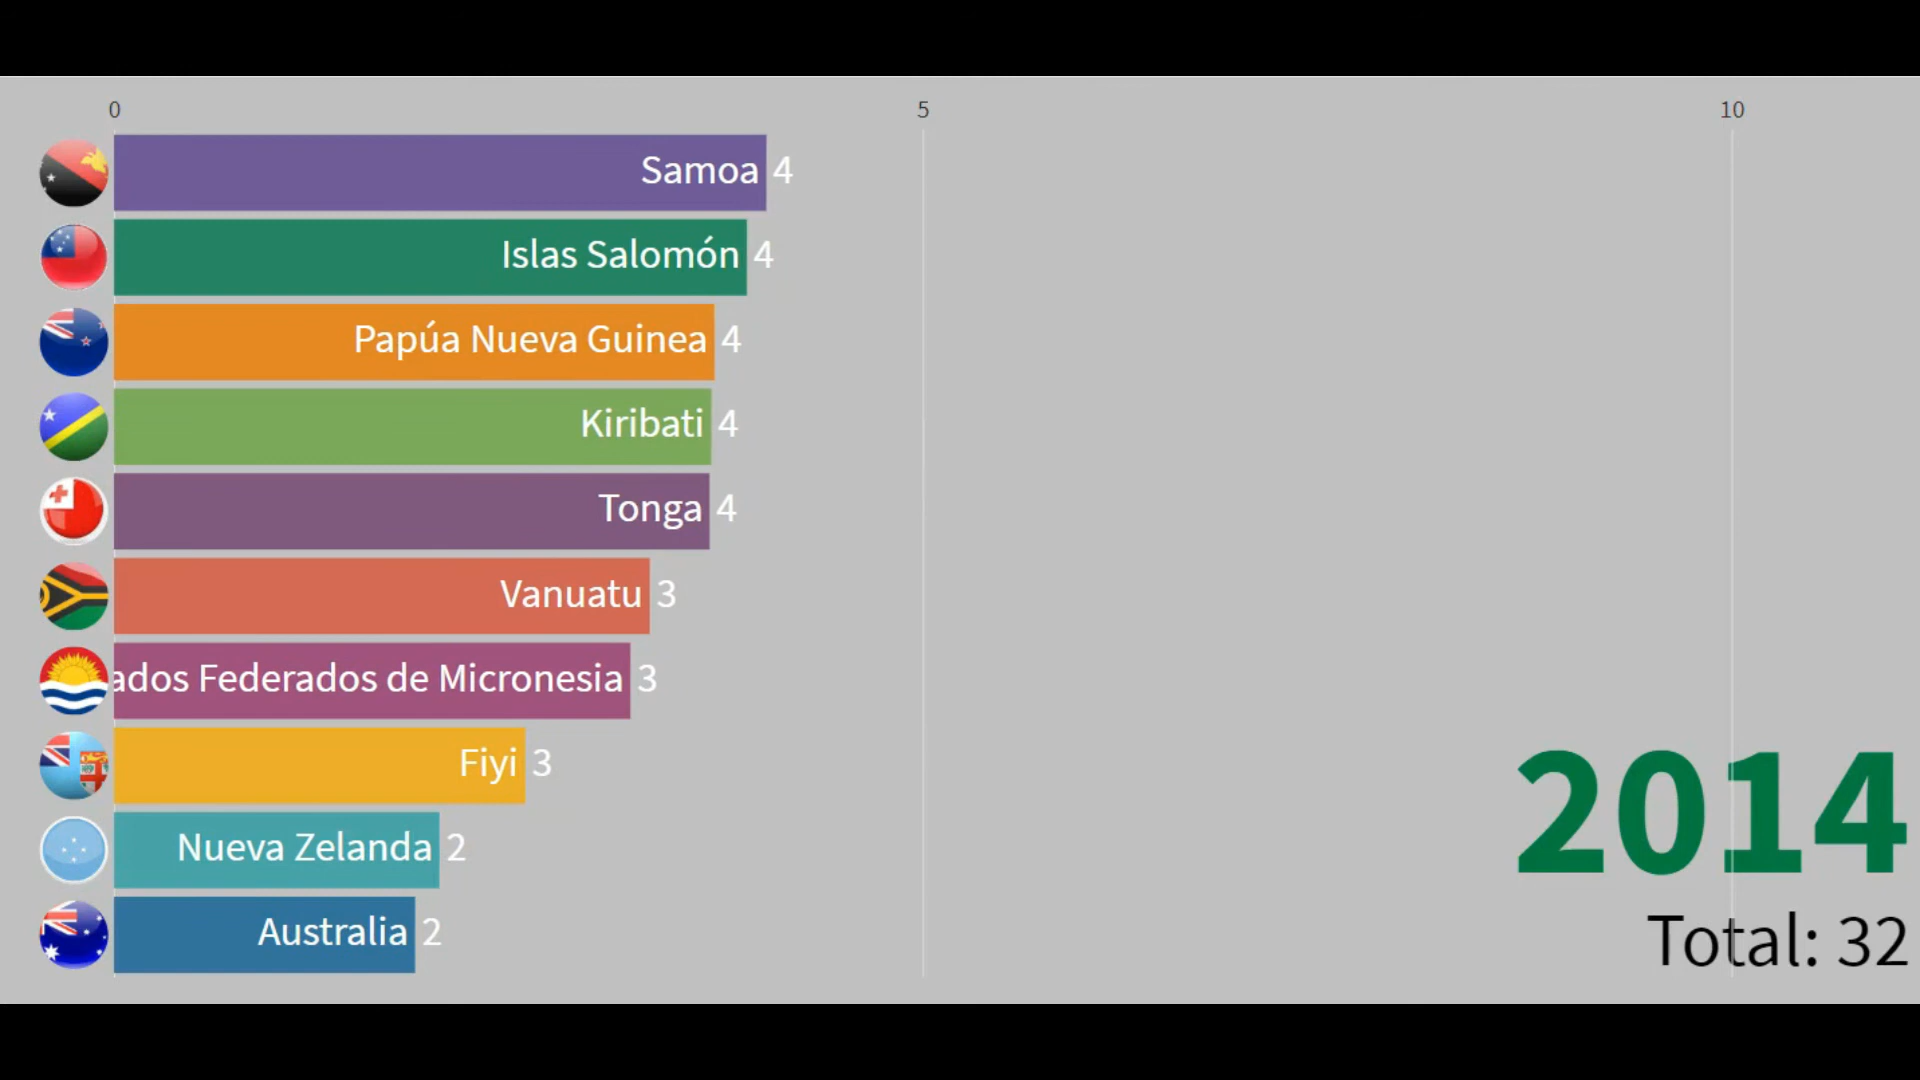 0 5 10
Samoa 4
Islas Salomón 4
Papúa Nueva Guinea 4
Kiribati 4
Tonga 4
Vanuatu 3
ados Federados de Micronesia 3
Fiyi 3
Nueva Zelanda 2
Australia 2
2014
Total: 32